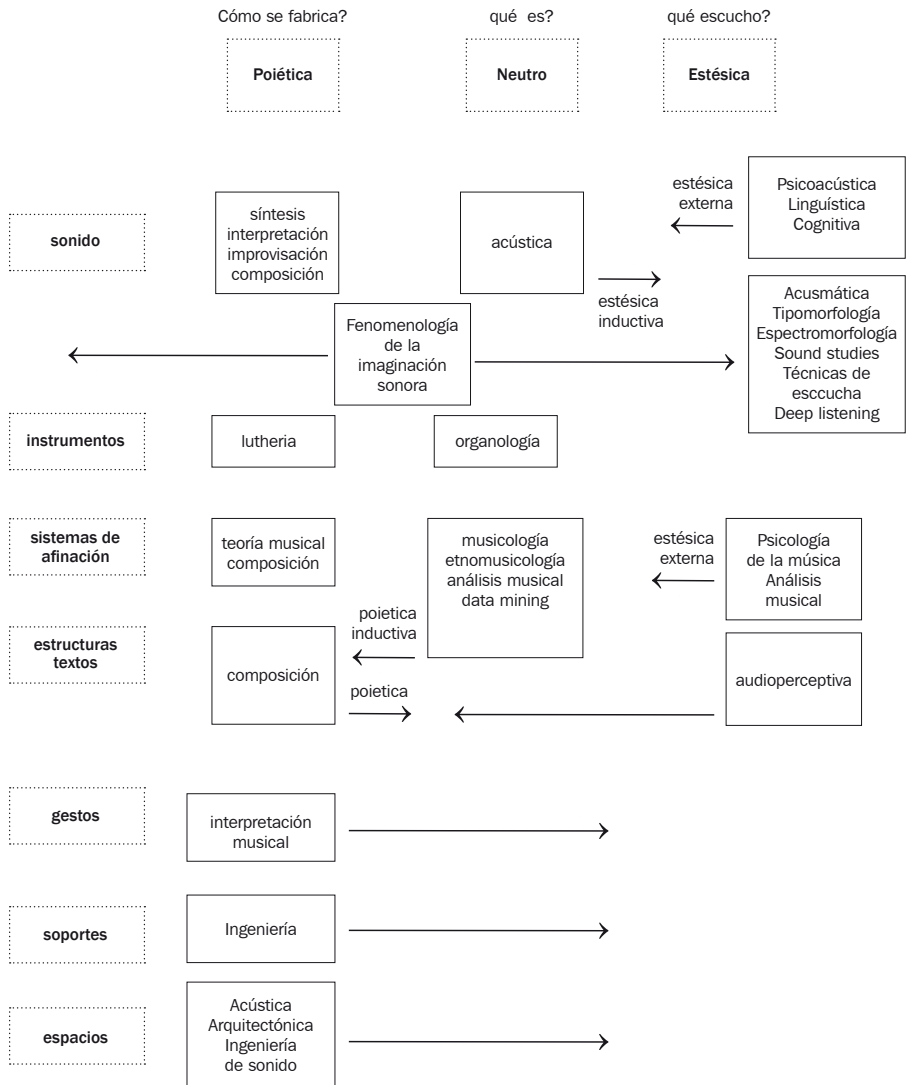 Cómo se fabrica?
qué es?
qué escucho?
Poiética
Neutro
Estésica
sonido
síntesis
interpretación
improvisación
composición
acústica
estésica
externa
Psicoacústica
Linguística
Cognitiva
estésica
inductiva
Fenomenología
de la
imaginación
sonora
Acusmática
Tipomorfología
Espectromorfología
Sound studies
Técnicas de
esccucha
Deep listening
instrumentos
lutheria
organología
sistemas de
afinación
teoría musical
composición
musicología
etnomusicología
análisis musical
data mining
estésica
externa
Psicología
de la música
Análisis
musical
estructuras
textos
composición
poietica
inductiva
poietica
audioperceptiva
gestos
interpretación
musical
soportes
Ingeniería
espacios
Acústica
Arquitectónica
Ingeniería
de sonido